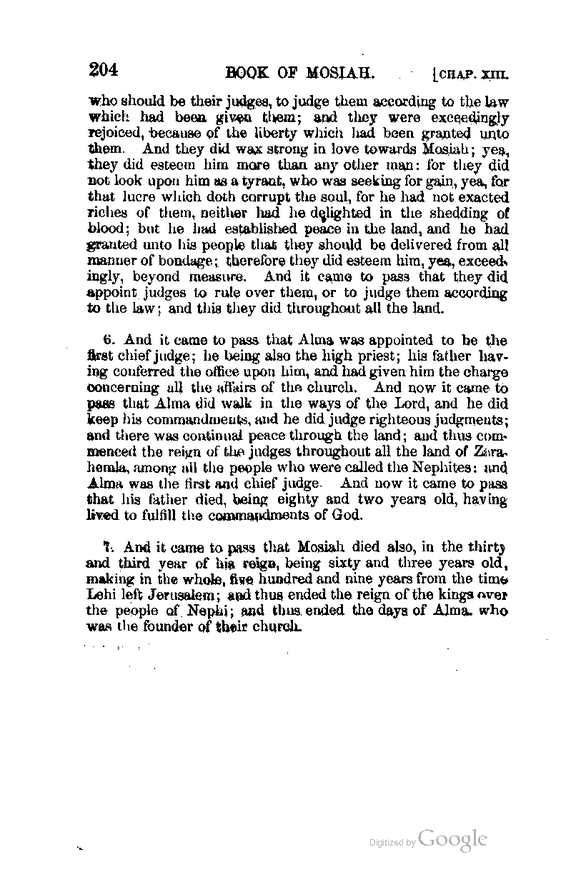 204 BOOK OF MOSIAH. [CHAP. XIII.
who should be their judges, to judge them according to the law
which had been given them; and they were exceedingly
rejoiced, because of the liberty which had been granted unto
them. And they did wax strong in love towards Mosiah; yea,
they did esteem him more than any other man: for they did
not look upon him as a tyrant, who was seeking for gain, yea, for
that lucre which doth corrupt the soul, for he had not exacted
riches of them, neither had he delighted in the shedding of
blood; but he had established peace in the land, and he had
granted unto his people that they should be delivered from all
manner of bondage; therefore they did esteem him, yea, exceed-
ingly, beyond measure. And it came to pass that they did
appoint judges to rule over them, or to judge them according
to the law; and this they did throughout all the land.
6. And it came to pass that Alma was appointed to be the
first chief judge; he being also the high priest; his father hav-
ing conferred the office upon him, and had given him the charge
concerning all the affairs of the church. And now it came to
pass that Alma did walk in the ways of the Lord, and he did
keep his commandments, and he did judge righteous judgments;
and there was continual peace through the land; and thus com-
menced the reign of the judges throughout all the land of Zara-
hemla, among all the people who were called the Nephites: and
Alma was the first and chief judge. And now it came to pass
that his father died, being eighty and two years old, having
lived to fulfill the commandments of God.
7. And it came to pass that Mosiah died also, in the thirty
and third year of his reign, being sixty and three years old,
making in the whole, five hundred and nine years from the time
Lehi left Jerusalem; and thus ended the reign of the kings over
the people of Nephi; and thus ended the days of Alma. who
was the founder of their church.
Digitized by Google